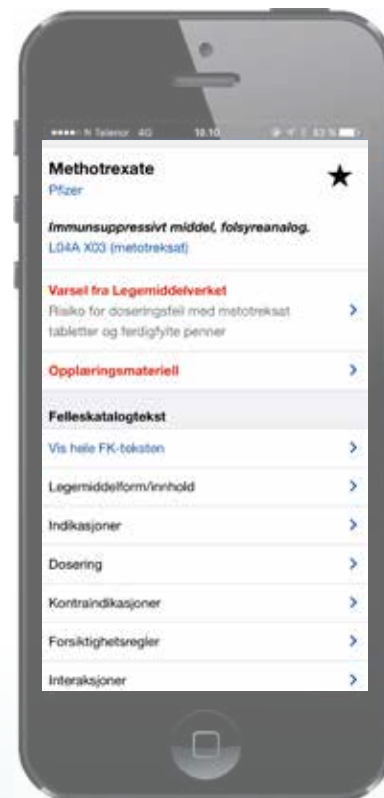 N Telenor 4G 10.10 83 %
Methotrexate
Pfizer
Immunsuppressivt middel, folsyreanalog.
L04A X03 (metotreksat)
Varsel fra Legemiddelverket
Risiko for doseringsfeil med metotreksat
tabletter og ferdigfylte penner
Opplæringsmateriell
Felleskatalogtekst
Vis hele FK-teksten
Legemiddelform/innhold
Indikasjoner
Dosering
Kontraindikasjoner
Forsiktighetsregler
Interaksjoner